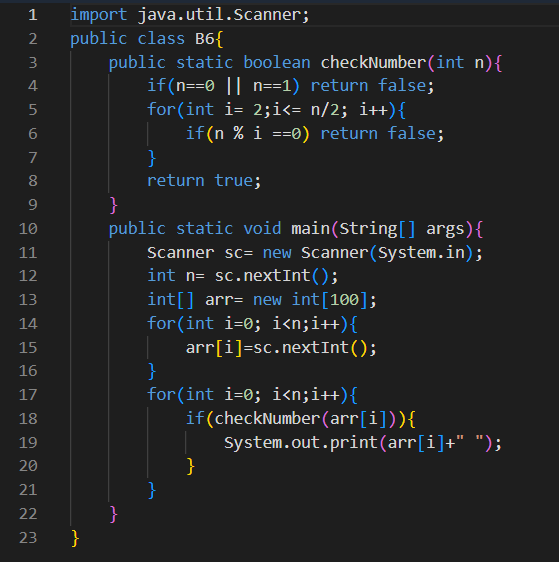 1 import java.util.Scanner;
2 public class B6{
3     public static boolean checkNumber(int n){
4         if(n==0 || n==1) return false;
5         for(int i= 2;i<= n/2; i++){
6             if(n % i ==0) return false;
7         }
8         return true;
9     }
10     public static void main(String[] args){
11         Scanner sc= new Scanner(System.in);
12         int n= sc.nextInt();
13         int[] arr= new int[100];
14         for(int i=0; i<n;i++){
15             arr[i]=sc.nextInt();
16         }
17         for(int i=0; i<n;i++){
18             if(checkNumber(arr[i])){
19                 System.out.print(arr[i]+" ");
20             }
21         }
22     }
23 }